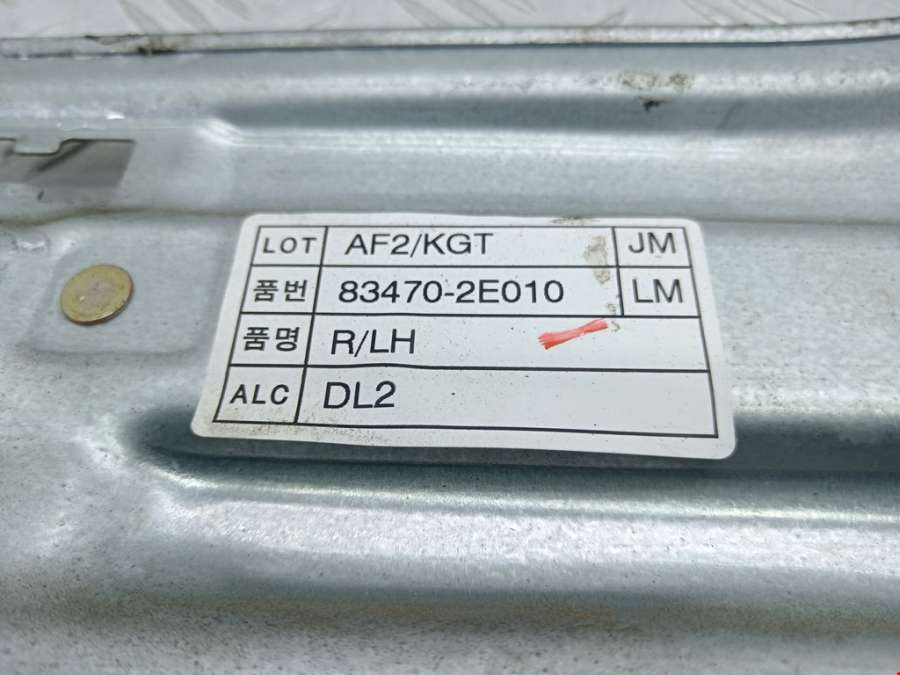 LOT AF2/KGT JM
품번 83470-2E010 LM
품명 R/LH
ALC DL2